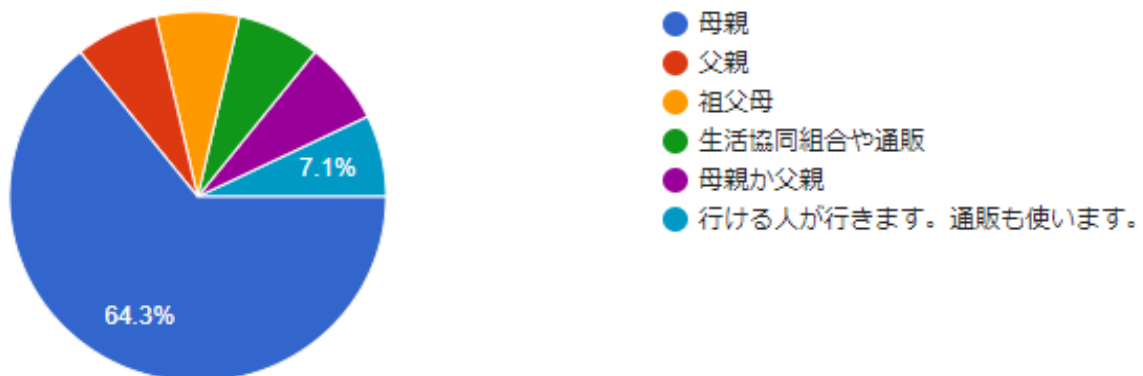 母親
父親
祖父母
生活協同組合や通販
母親か父親
行ける人が行きます。通販も使います。
7.1%
64.3%